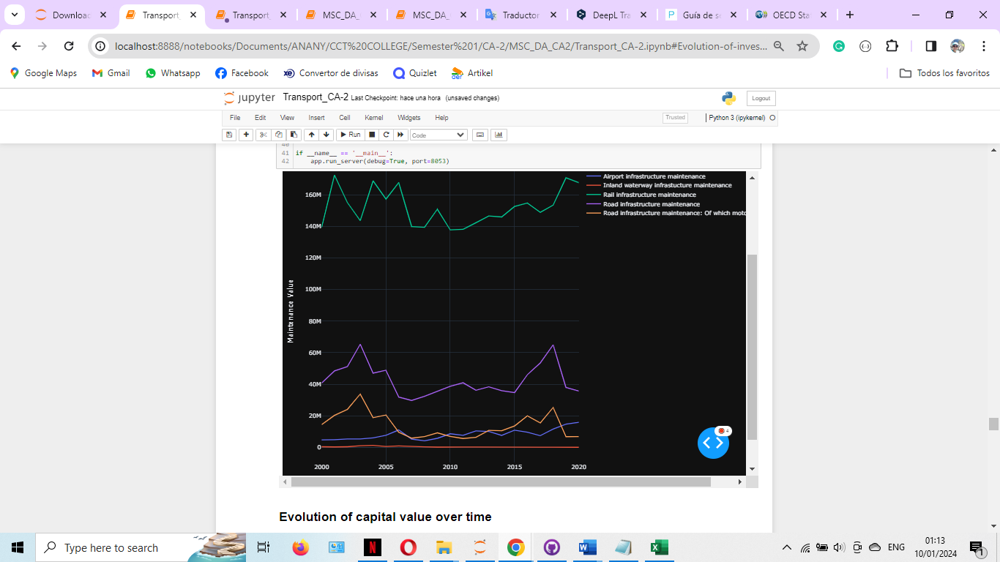 Downloa
Transport_
Transport_
MSC_DA_
MSC_DA_
Traductor
DeepL Tra
Guía de s
OECD Sta
localhost:8888/notebooks/Documents/ANANY/CCT%20COLLEGE/Semester%201/CA-2/MSC_DA_CA2/Transport_CA-2.ipynb#Evolution-of-inves...
Google Maps
Gmail
Whatsapp
Facebook
Convertor de divisas
Quizlet
Artikel
Todos los favoritos
jupyter Transport_CA-2 Last Checkpoint: hace una hora (unsaved changes)
Logout
File Edit View Insert Cell Kernel Widgets Help
Trusted
Python 3 (ipykernel)
Run
Code
40
41 if __name__ == '__main__':
42 app.run_server(debug=True, port=8053)
Airport infrastructure maintenance
Inland waterway infrastucture maintenance
Rail infrastructure maintenance
Road infrastructure maintenance
Road infrastructure maintenance: Of which moto
160M
140M
120M
100M
80M
60M
40M
20M
0
Maintenance Value
2000 2005 2010 2015 2020
4
Evolution of capital value over time
Type here to search
ENG
01:13
10/01/2024
1